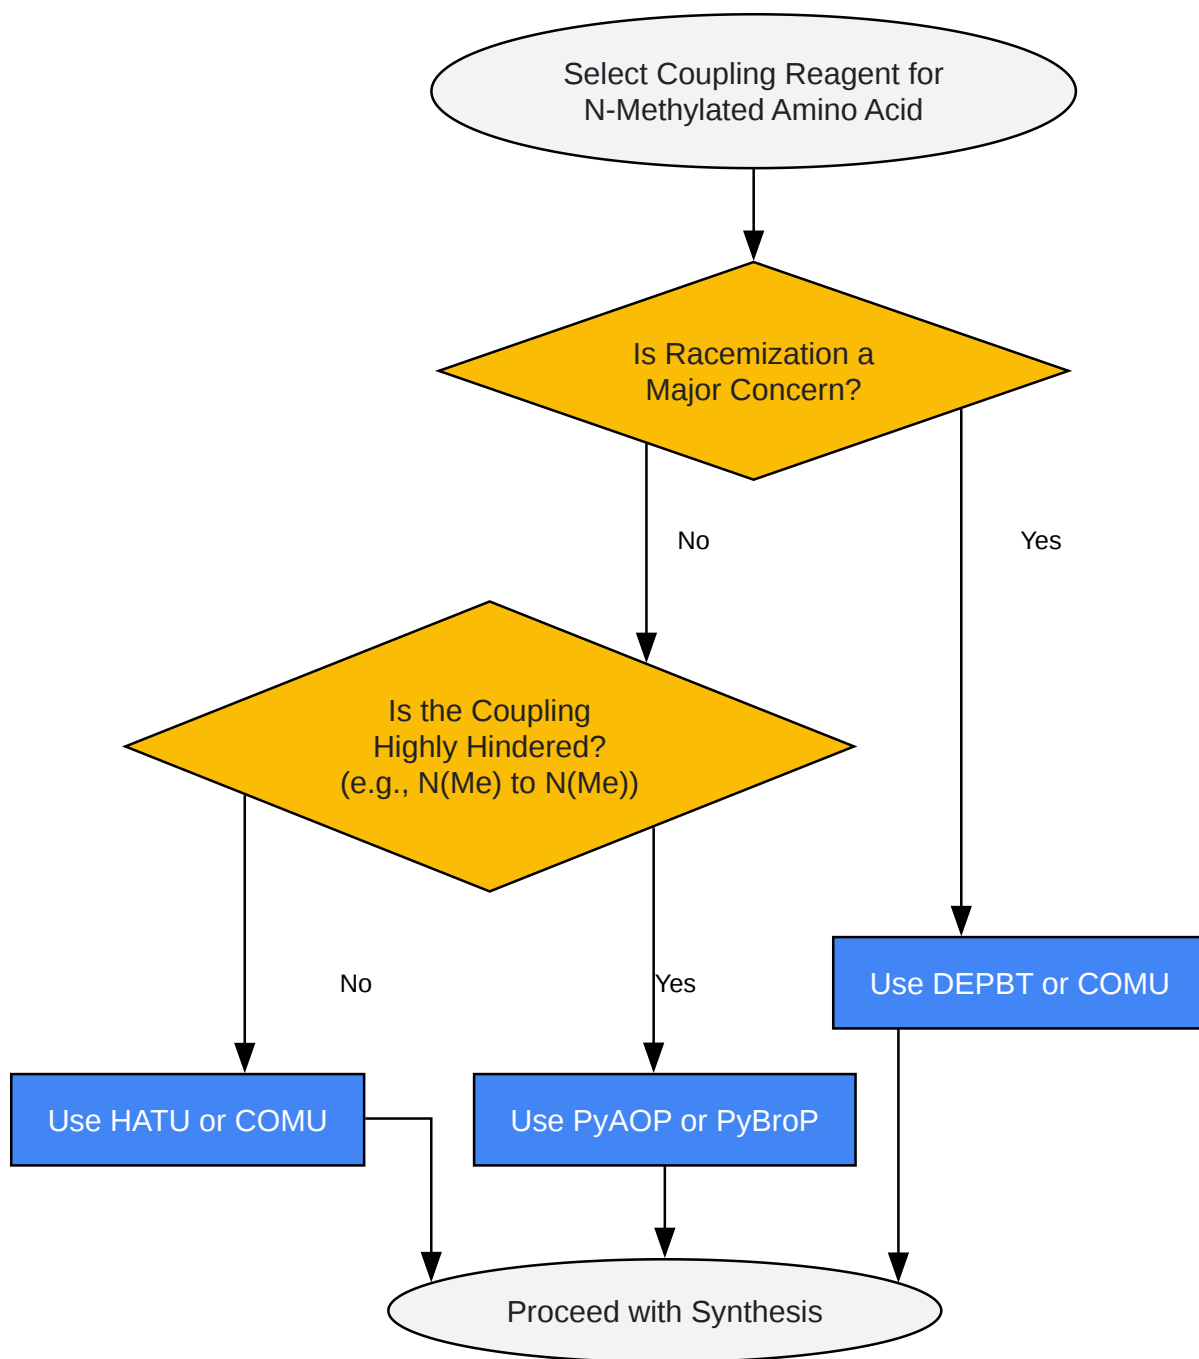 Select Coupling Reagent for
N-Methylated Amino Acid
Is Racemization a
Major Concern?
No
Yes
Is the Coupling
Highly Hindered?
(e.g., N(Me) to N(Me))
No
Yes
Use DEPBT or COMU
Use HATU or COMU
Use PyAOP or PyBroP
Proceed with Synthesis